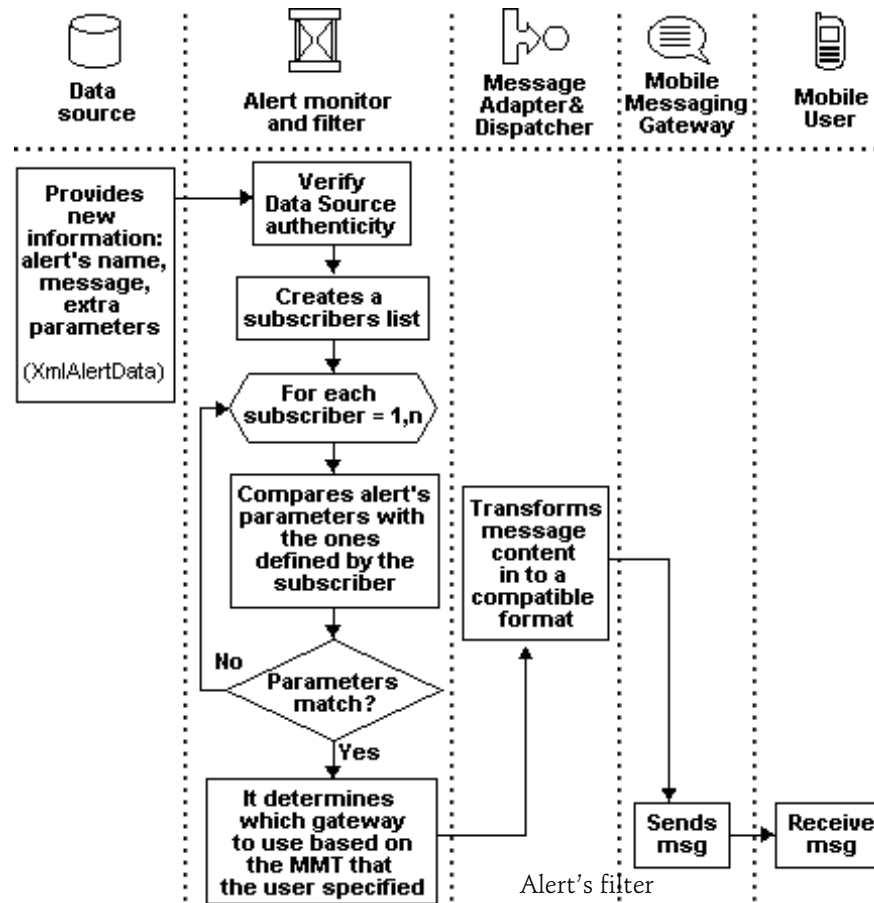 Data
source
Alert monitor
and filter
Message
Adapter&
Dispatcher
Mobile
Messaging
Gateway
Mobile
User
Provides
new
information:
alert's name,
message,
extra
parameters
(XmlAlertData)
Verify
Data Source
authenticity
Creates a
subscribers list
For each
subscriber = 1,n
Compares alert's
parameters with
the ones
defined by the
subscriber
No
Parameters
match?
Yes
It determines
which gateway
to use based on
the MMT that
the user specified
Transforms
message
content
in to a
compatible
format
Sends
msg
Receive
msg
Alert's filter